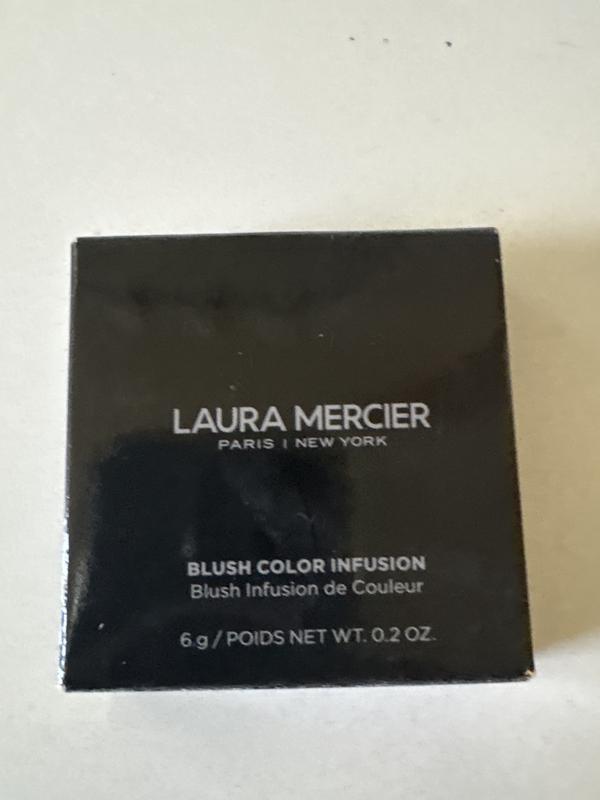 LAURA MERCIER
PARIS | NEW YORK
BLUSH COLOR INFUSION
Blush Infusion de Couleur
6 g / POIDS NET WT. 0.2 OZ.